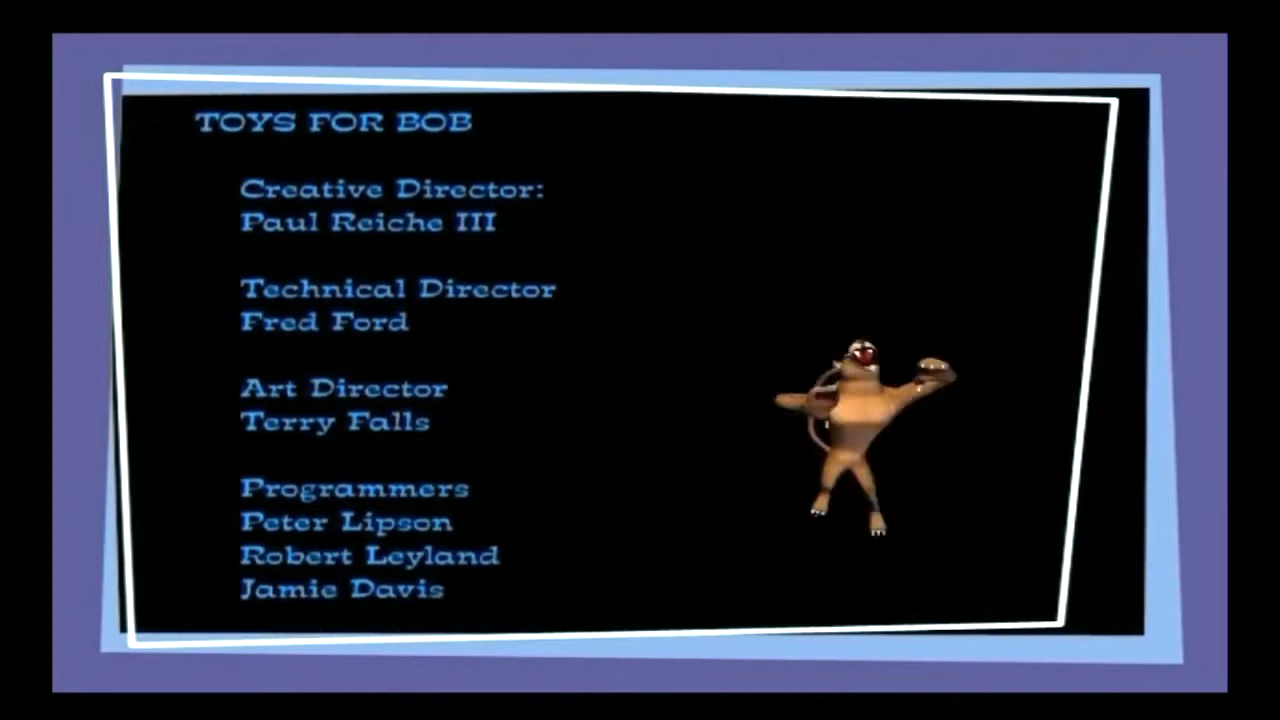 TOYS FOR BOB
Creative Director:
Paul Reiche III
Technical Director
Fred Ford
Art Director
Terry Falls
Programmers
Peter Lipson
Robert Leyland
Jamie Davis